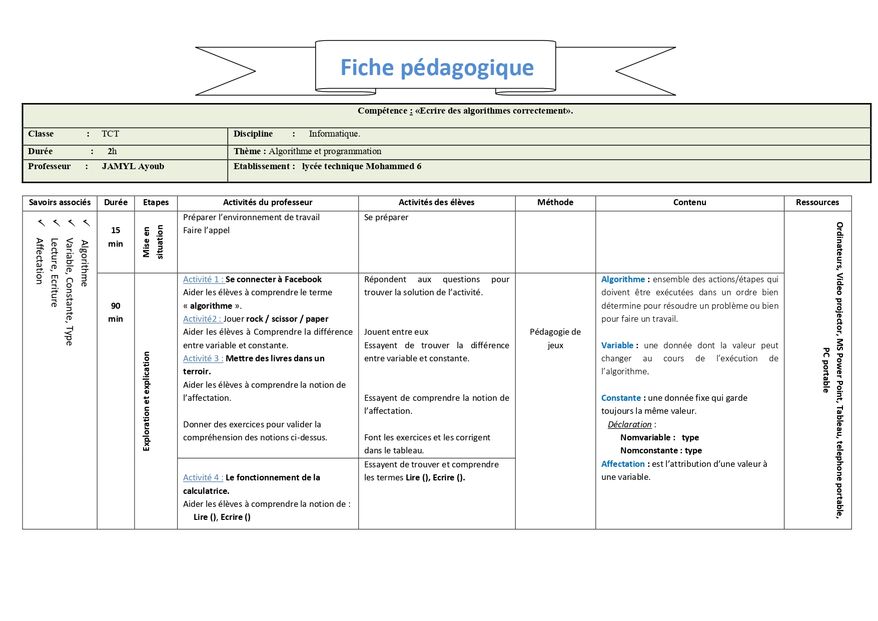 Fiche pédagogique
Compétence : «Ecrire des algorithmes correctement».
Classe : TCT
Discipline : Informatique.
Durée : 2h
Thème : Algorithme et programmation
Professeur : JAMYL Ayoub
Etablissement : lycée technique Mohammed 6
Savoirs associés
Durée
Etapes
Activités du professeur
Activités des élèves
Méthode
Contenu
Ressources
✓ Algorithme
✓ Variable, Constante, Type
✓ Lecture, Ecriture
✓ Affectation
15
min
Mise en
situation
Préparer l'environnement de travail
Faire l'appel
Se préparer
90
min
Exploration et explication
Activité 1 : Se connecter à Facebook
Aider les élèves à comprendre le terme
« algorithme ».
Activité2 : Jouer rock / scissor / paper
Aider les élèves à Comprendre la différence
entre variable et constante.
Activité 3 : Mettre des livres dans un
terroir.
Aider les élèves à comprendre la notion de
l'affectation.
Donner des exercices pour valider la
compréhension des notions ci-dessus.
Répondent aux questions pour
trouver la solution de l'activité.
Jouent entre eux
Essayent de trouver la différence
entre variable et constante.
Essayent de comprendre la notion de
l'affectation.
Font les exercices et les corrigent
dans le tableau.
Activité 4 : Le fonctionnement de la
calculatrice.
Aider les élèves à comprendre la notion de :
Lire (), Ecrire ()
Essayent de trouver et comprendre
les termes Lire (), Ecrire ().
Pédagogie de
jeux
Algorithme : ensemble des actions/étapes qui
doivent être exécutées dans un ordre bien
détermine pour résoudre un problème ou bien
pour faire un travail.
Variable : une donnée dont la valeur peut
changer au cours de l'exécution de
l'algorithme.
Constante : une donnée fixe qui garde
toujours la même valeur.
Déclaration :
Nomvariable : type
Nomconstante : type
Affectation : est l'attribution d'une valeur à
une variable.
Ordinateurs, Video projector, MS Power Point, Tableau, telephone portable,
PC portable